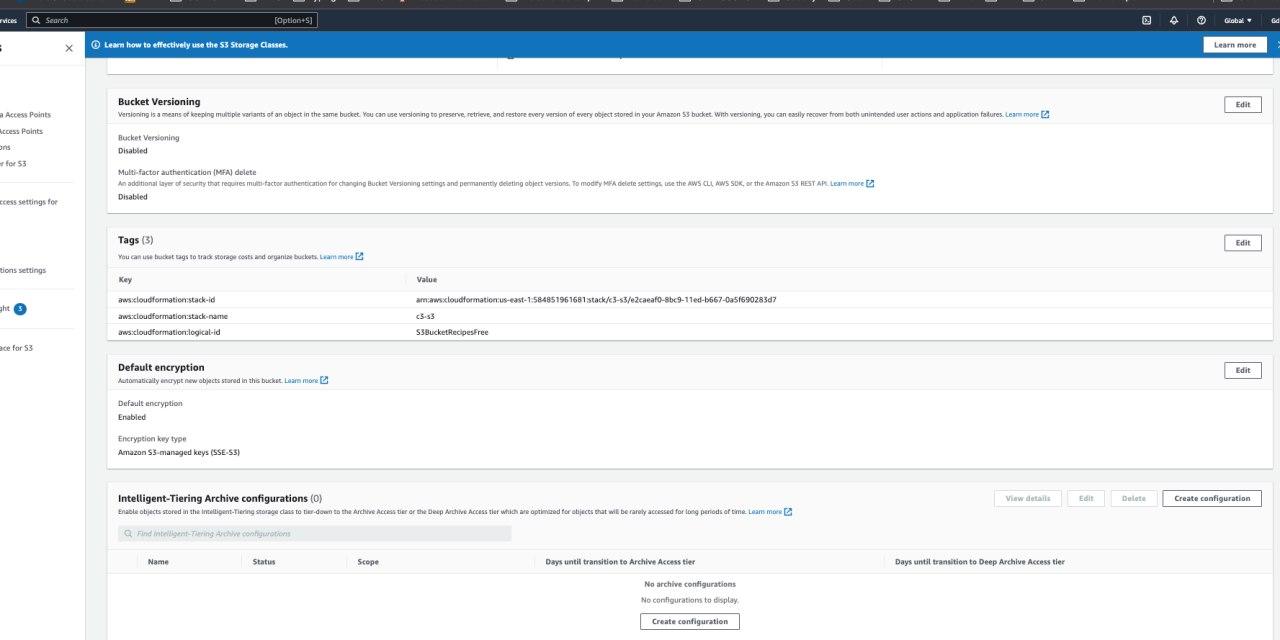 Search
[Option+S]
Global ▼
Learn how to effectively use the S3 Storage Classes.
Learn more
Access Points
Access Points
for S3
settings for
settings
3
for S3
Bucket Versioning
Edit
Versioning is a means of keeping multiple variants of an object in the same bucket. You can use versioning to preserve, retrieve, and restore every version of every object stored in your Amazon S3 bucket. With versioning, you can easily recover from both unintended user actions and application failures. Learn more
Bucket Versioning
Disabled
Multi-factor authentication (MFA) delete
An additional layer of security that requires multi-factor authentication for changing Bucket Versioning settings and permanently deleting object versions. To modify MFA delete settings, use the AWS CLI, AWS SDK, or the Amazon S3 REST API. Learn more
Disabled
Tags (3)
Edit
You can use bucket tags to track storage costs and organize buckets. Learn more
Key Value
aws:cloudformation:stack-id arn:aws:cloudformation:us-east-1:584851961681:stack/c3-s3/e2caeaf0-8bc9-11ed-b667-0a5f690283d7
aws:cloudformation:stack-name c3-s3
aws:cloudformation:logical-id S3BucketRecipesFree
Default encryption
Edit
Automatically encrypt new objects stored in this bucket. Learn more
Default encryption
Enabled
Encryption key type
Amazon S3-managed keys (SSE-S3)
Intelligent-Tiering Archive configurations (0)
View details Edit Delete Create configuration
Enable objects stored in the Intelligent-Tiering storage class to tier-down to the Archive Access tier or the Deep Archive Access tier which are optimized for objects that will be rarely accessed for long periods of time. Learn more
Find Intelligent-Tiering Archive configurations
Name Status Scope Days until transition to Archive Access tier Days until transition to Deep Archive Access tier
No archive configurations
No configurations to display.
Create configuration